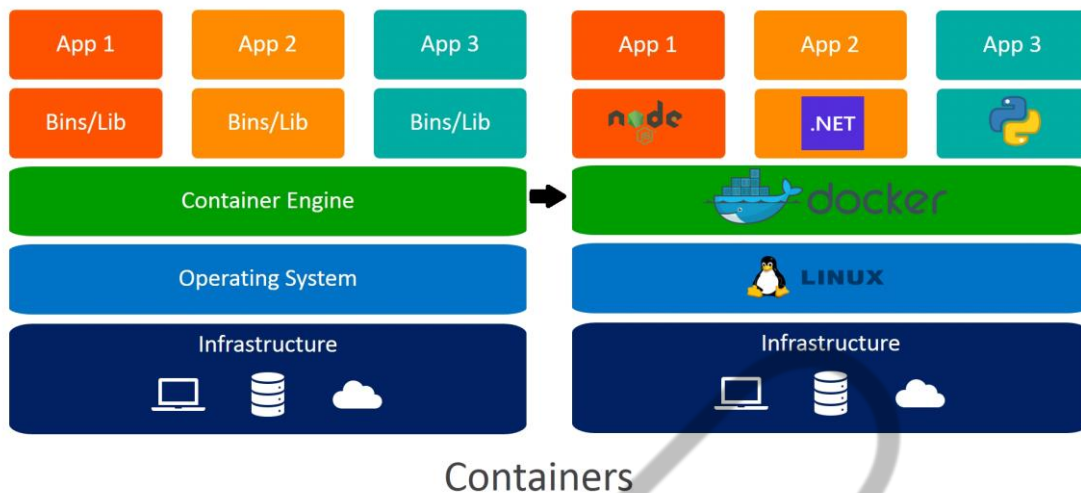 App 1 App 2 App 3
Bins/Lib Bins/Lib Bins/Lib
Container Engine
Operating System
Infrastructure
App 1 App 2 App 3
node .NET
docker
LINUX
Infrastructure
Containers